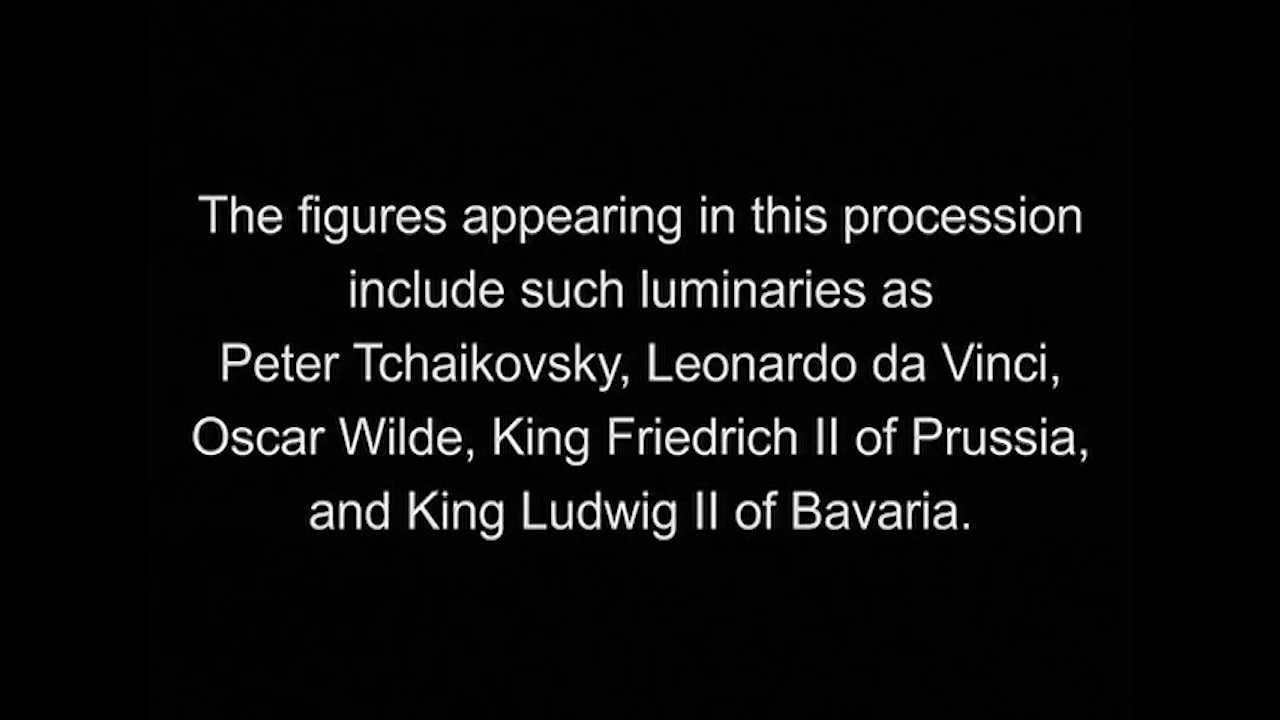 The figures appearing in this procession
include such luminaries as
Peter Tchaikovsky, Leonardo da Vinci,
Oscar Wilde, King Friedrich II of Prussia,
and King Ludwig II of Bavaria.